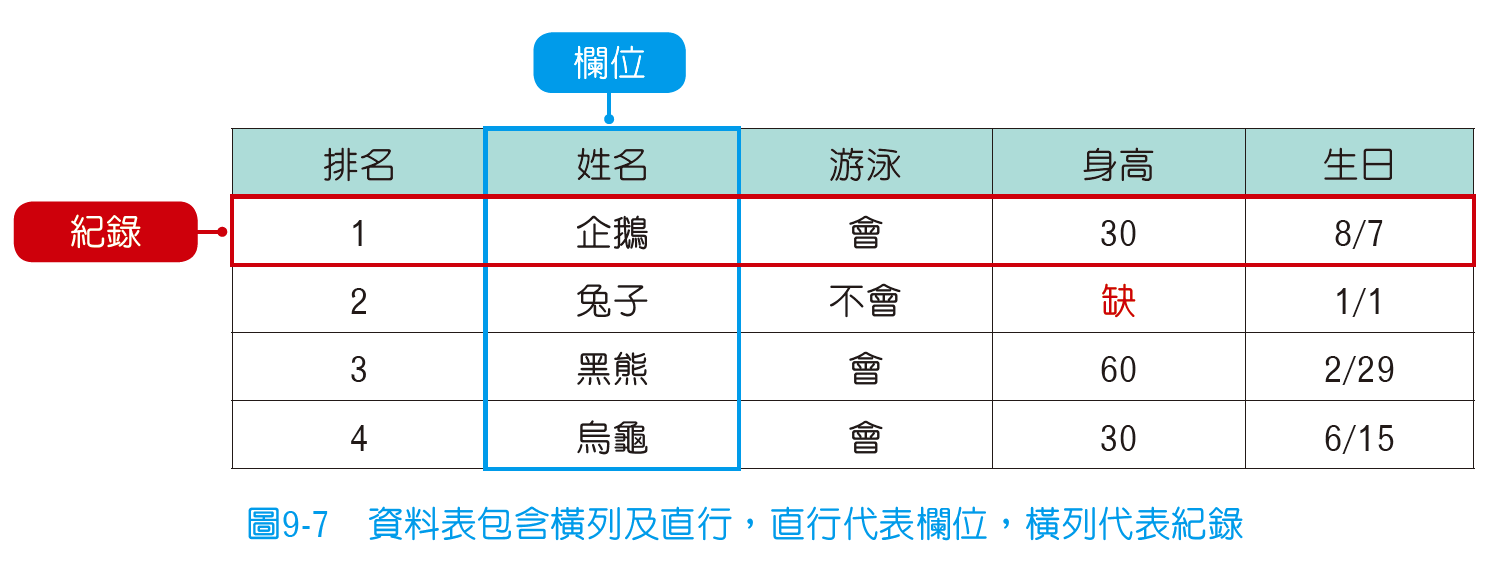 欄位
排名 姓名 游泳 身高 生日
紀錄 1 企鵝 會 30 8/7
2 兔子 不會 缺 1/1
3 黑熊 會 60 2/29
4 烏龜 會 30 6/15
圖9-7 資料表包含橫列及直行，直行代表欄位，橫列代表紀錄